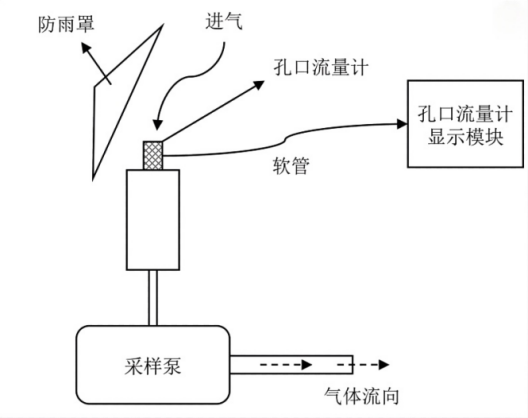 防雨罩
进气
孔口流量计
孔口流量计
显示模块
软管
采样泵
气体流向